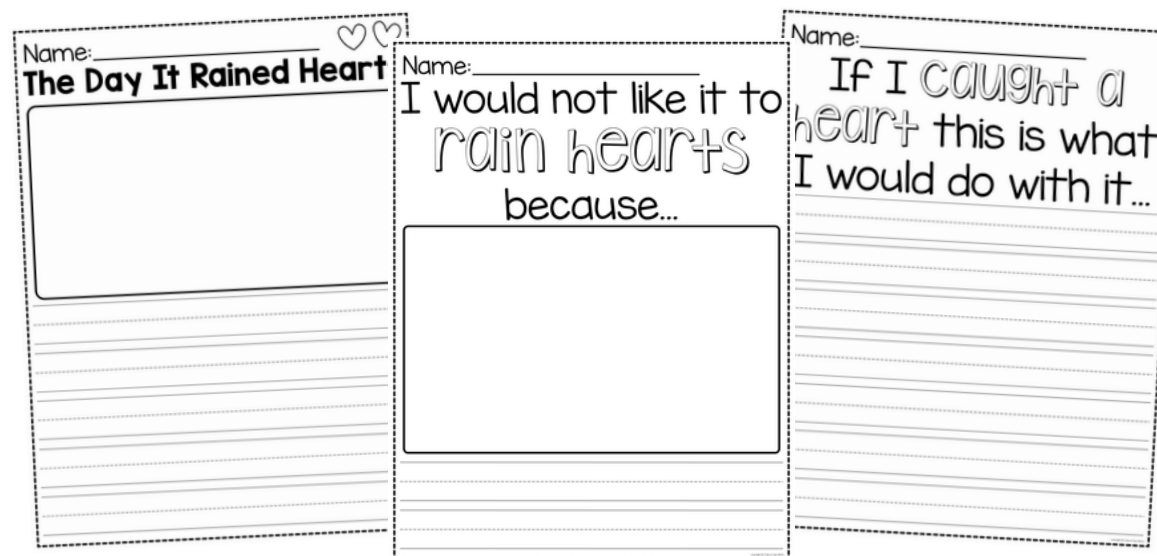 Name:
The Day It Rained Heart
Name:
I would not like it to
rain hearts
because...
Name:
If I caught a
heart this is what
I would do with it...